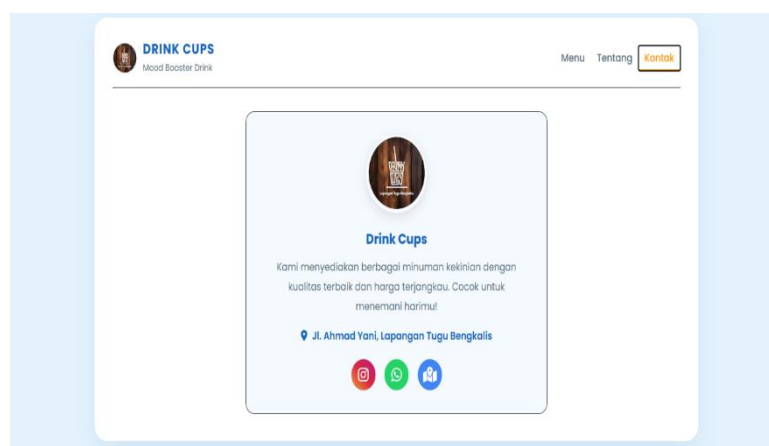 DRINK CUPS
Mood Booster Drink
Menu Tentang Kontak
Drink Cups
Kami menyediakan berbagai minuman kekinian dengan
kualitas terbaik dan harga terjangkau. Cocok untuk
menemani harimu!
Jl. Ahmad Yani, Lapangan Tugu Bengkalis